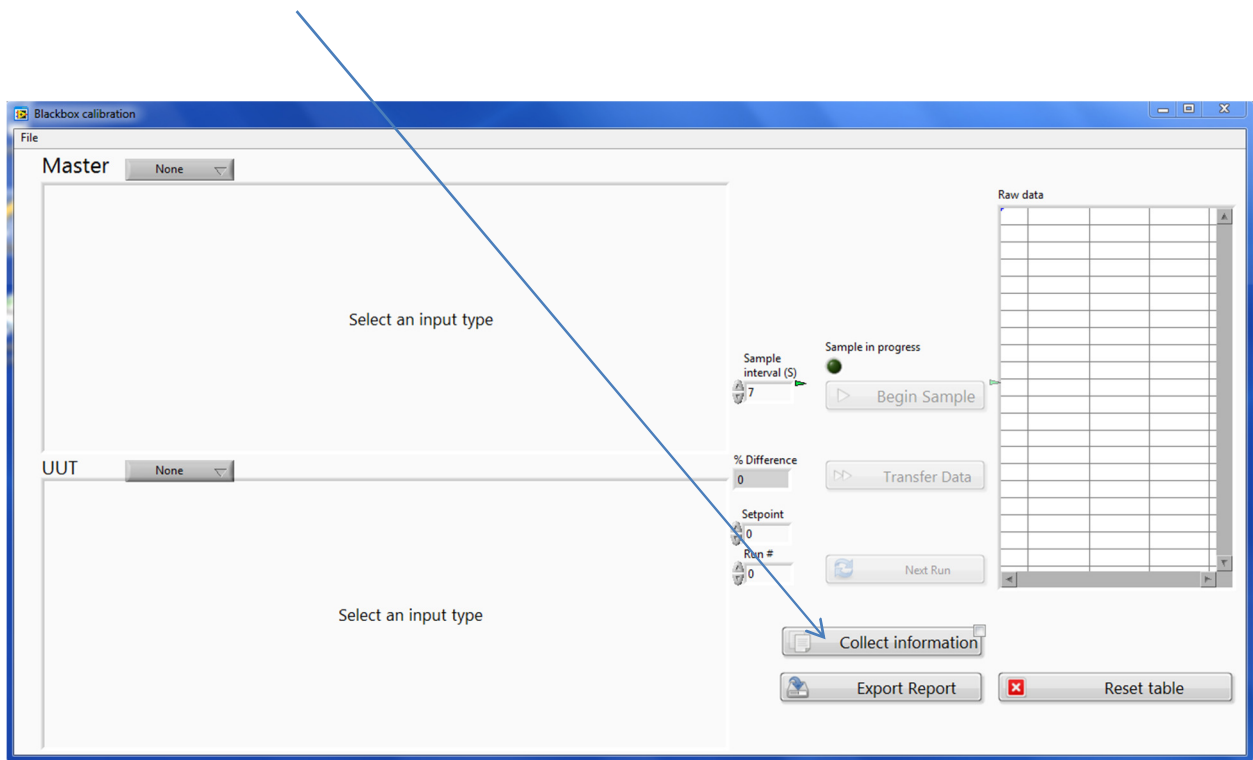 Blackbox calibration
File
Master
None
Raw data
Select an input type
Sample in progress
Sample
interval (S)
7
Begin Sample
UUT
None
% Difference
0
Transfer Data
Setpoint
0
Run #
0
Next Run
Select an input type
Collect information
Export Report
Reset table